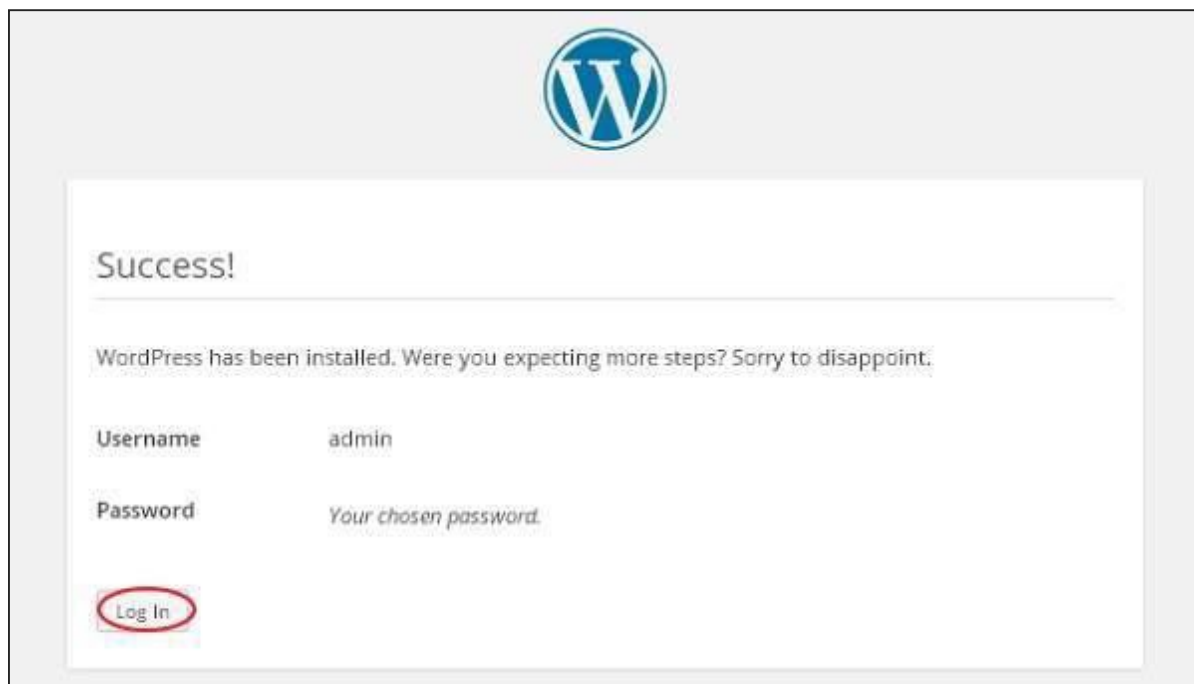 Success!
WordPress has been installed. Were you expecting more steps? Sorry to disappoint.
Username admin
Password Your chosen password.
Log In